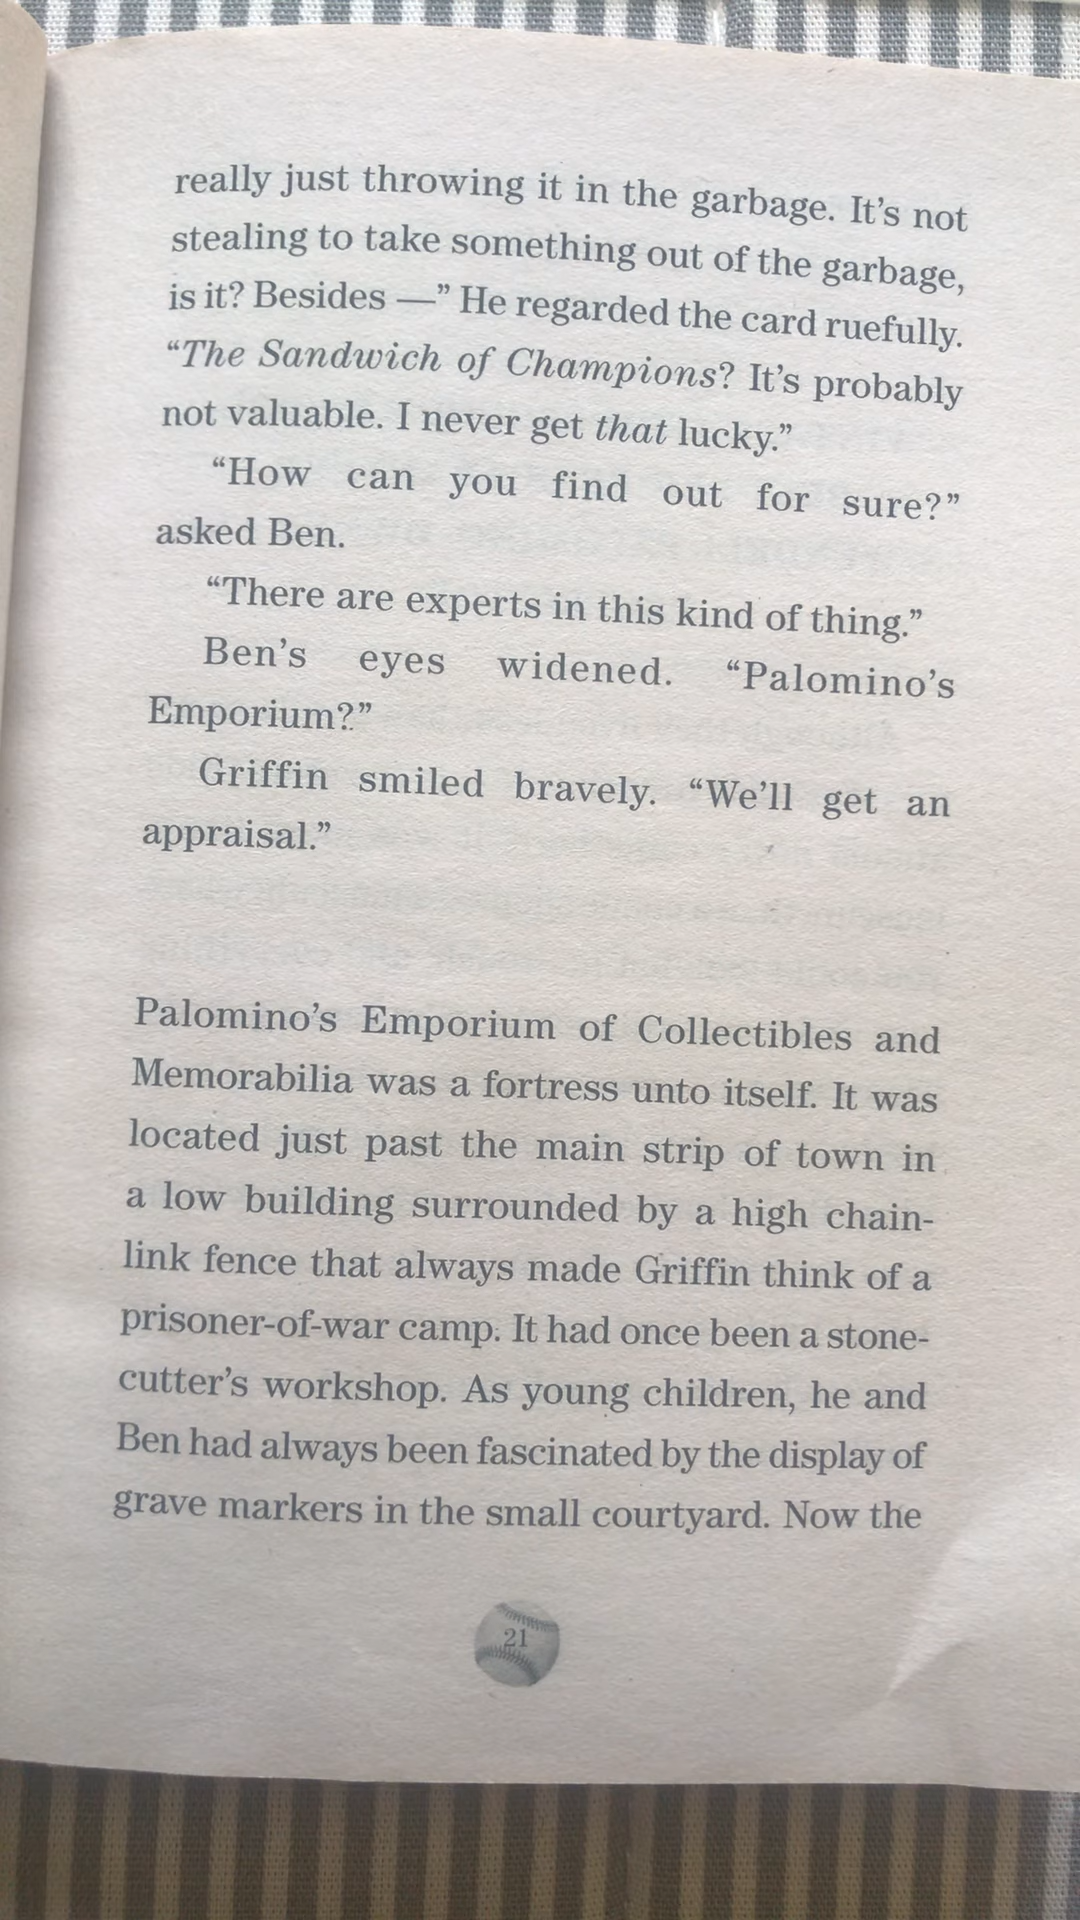 really just throwing it in the garbage. It’s not
stealing to take something out of the garbage,
is it? Besides —” He regarded the card ruefully.
“The Sandwich of Champions? It’s probably
not valuable. I never get that lucky.”
“How can you find out for sure?”
asked Ben.
“There are experts in this kind of thing.”
Ben’s eyes widened. “Palomino’s
Emporium?”
Griffin smiled bravely. “We’ll get an
appraisal.”
Palomino’s Emporium of Collectibles and
Memorabilia was a fortress unto itself. It was
located just past the main strip of town in
a low building surrounded by a high chain-
link fence that always made Griffin think of a
prisoner-of-war camp. It had once been a stone-
cutter’s workshop. As young children, he and
Ben had always been fascinated by the display of
grave markers in the small courtyard. Now the
21